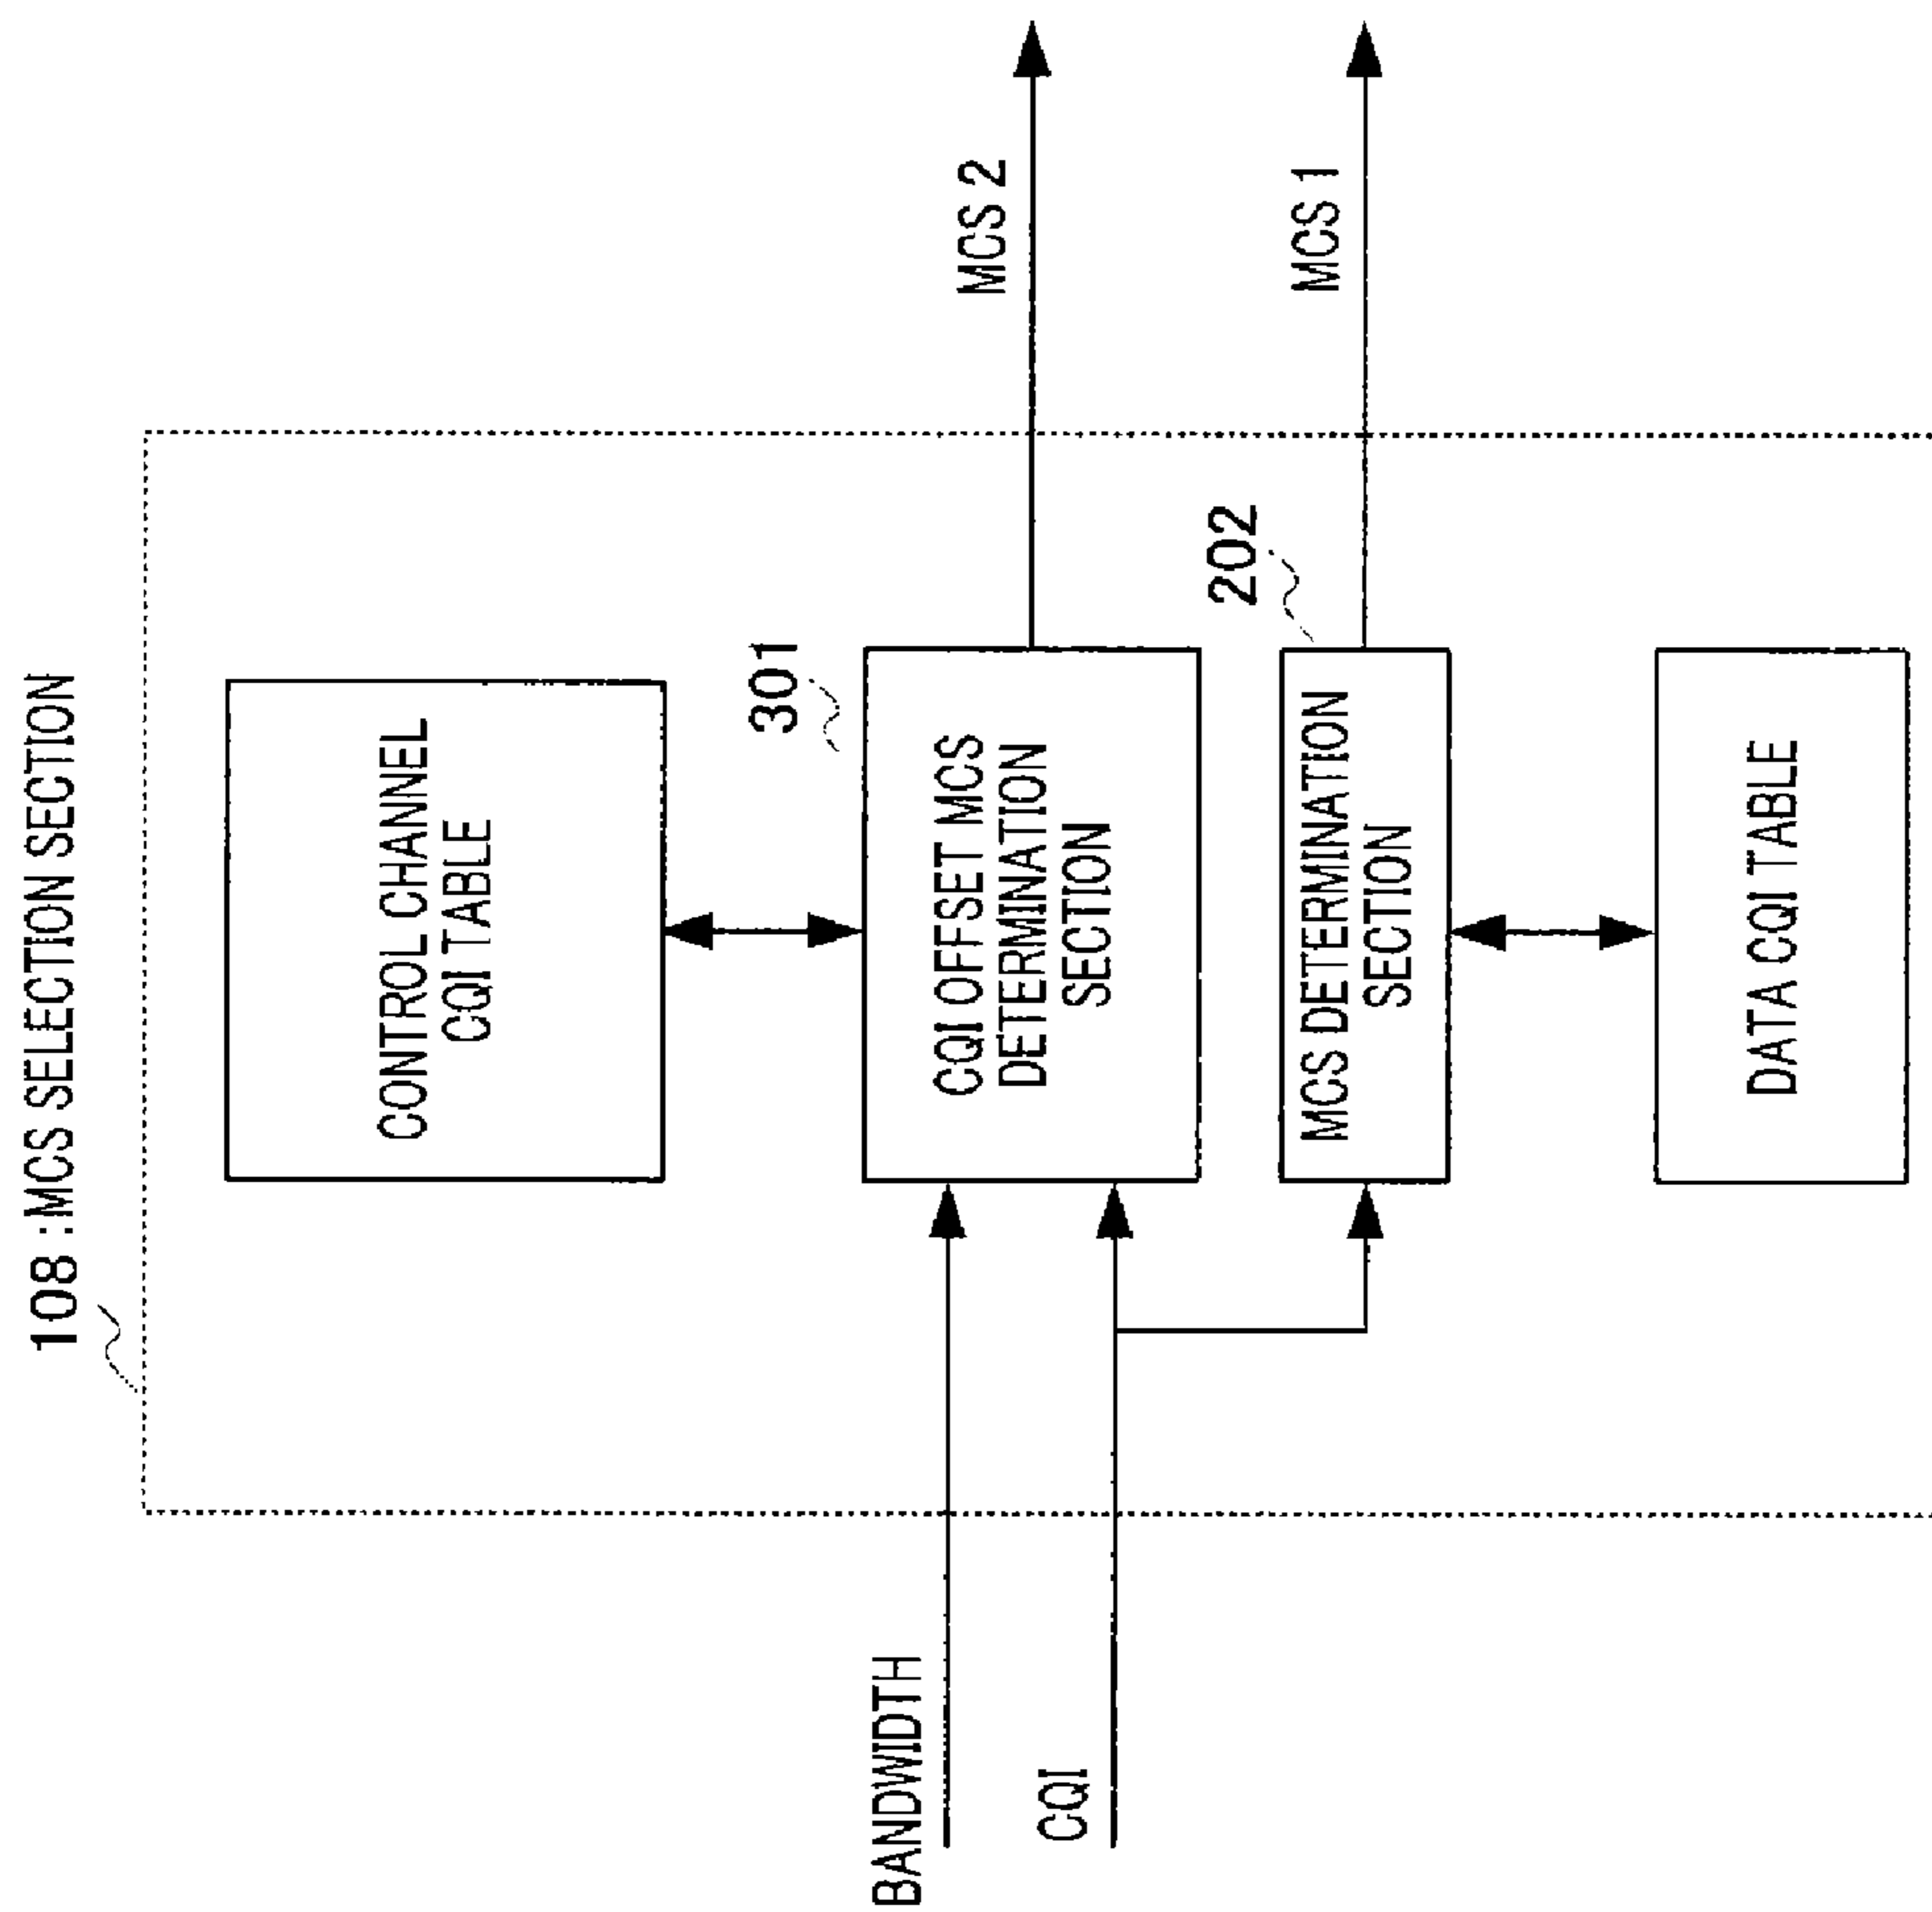 108 :MCS SELECTION SECTION
CONTROL CHANNEL
CQI TABLE
301
BANDWIDTH
CQI
CQI OFFSET MCS
DETERMINATION
SECTION
MCS 2
202
MCS DETERMINATION
SECTION
MCS 1
DATA CQI TABLE